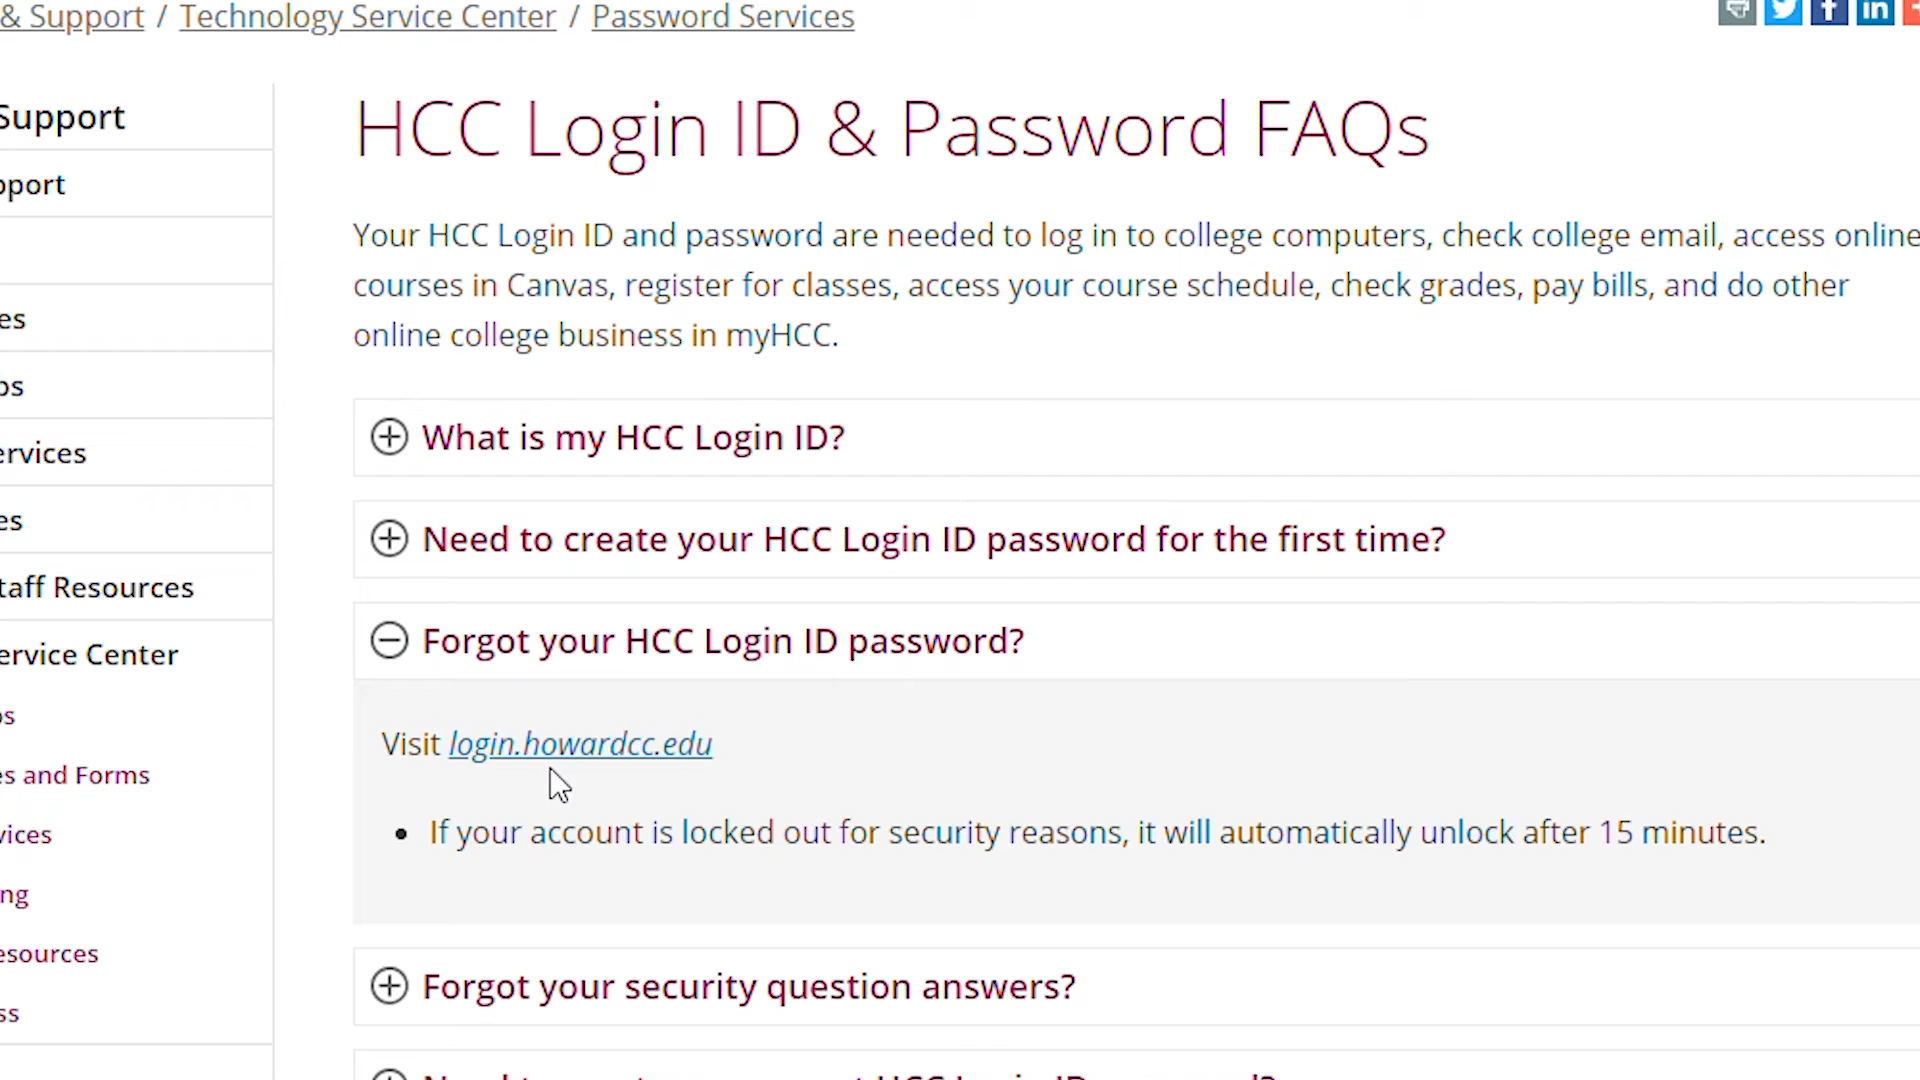 & Support / Technology Service Center / Password Services
Support
HCC Login ID & Password FAQs
Your HCC Login ID and password are needed to log in to college computers, check college email, access online
courses in Canvas, register for classes, access your course schedule, check grades, pay bills, and do other
online college business in myHCC.
What is my HCC Login ID?
Need to create your HCC Login ID password for the first time?
Forgot your HCC Login ID password?
Visit login.howardcc.edu
• If your account is locked out for security reasons, it will automatically unlock after 15 minutes.
Forgot your security question answers?
pport
es
bs
ervices
es
taff Resources
ervice Center
ps
es and Forms
vices
ng
esources
ss